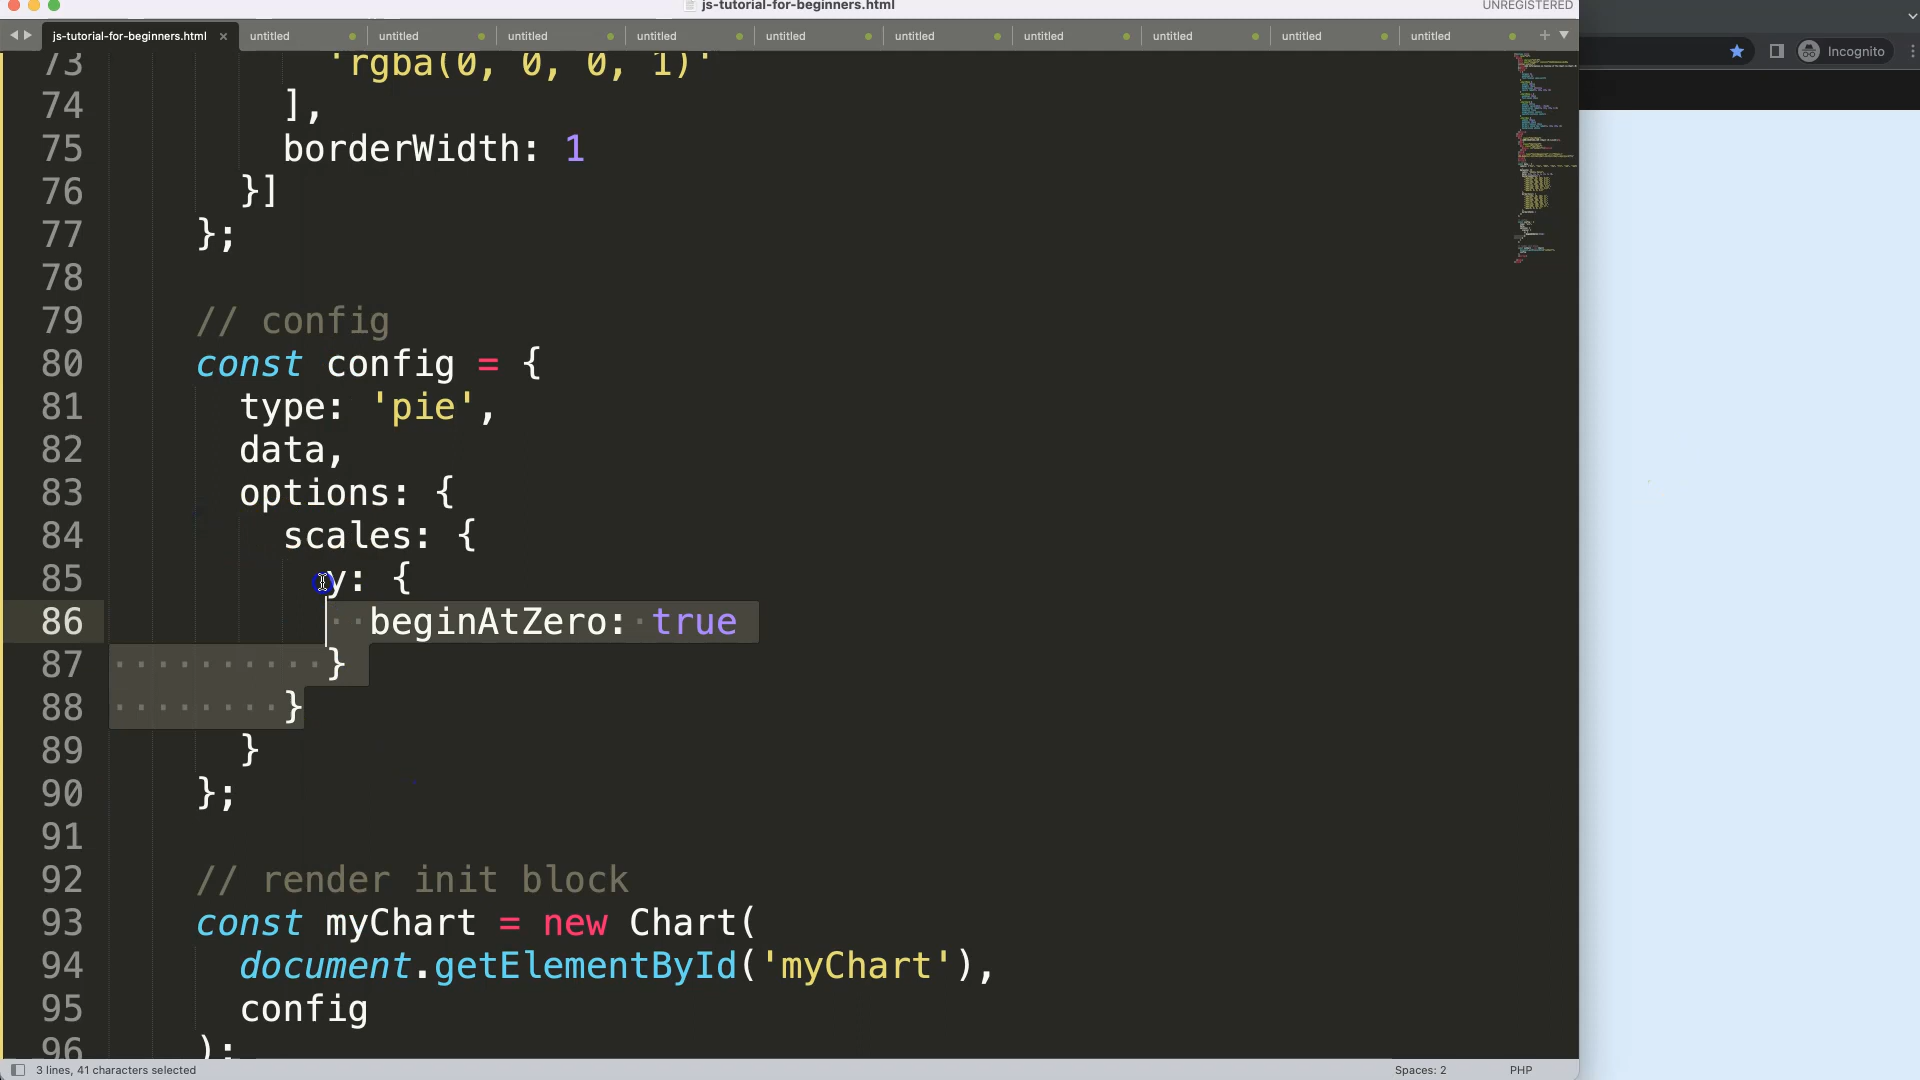 js-tutorial-for-beginners.html
UNREGISTERED
js-tutorial-for-beginners.html × untitled untitled untitled untitled untitled untitled untitled untitled untitled untitled
Incognito
73 'rgba(0, 0, 0, 1)'
74 ],
75 borderWidth: 1
76 }]
77 };
78
79 // config
80 const config = {
81 type: 'pie',
82 data,
83 options: {
84 scales: {
85 y: {
86 beginAtZero: true
87 }
88 }
89 }
90 };
91
92 // render init block
93 const myChart = new Chart(
94 document.getElementById('myChart'),
95 config
96 );
3 lines, 41 characters selected
Spaces: 2
PHP